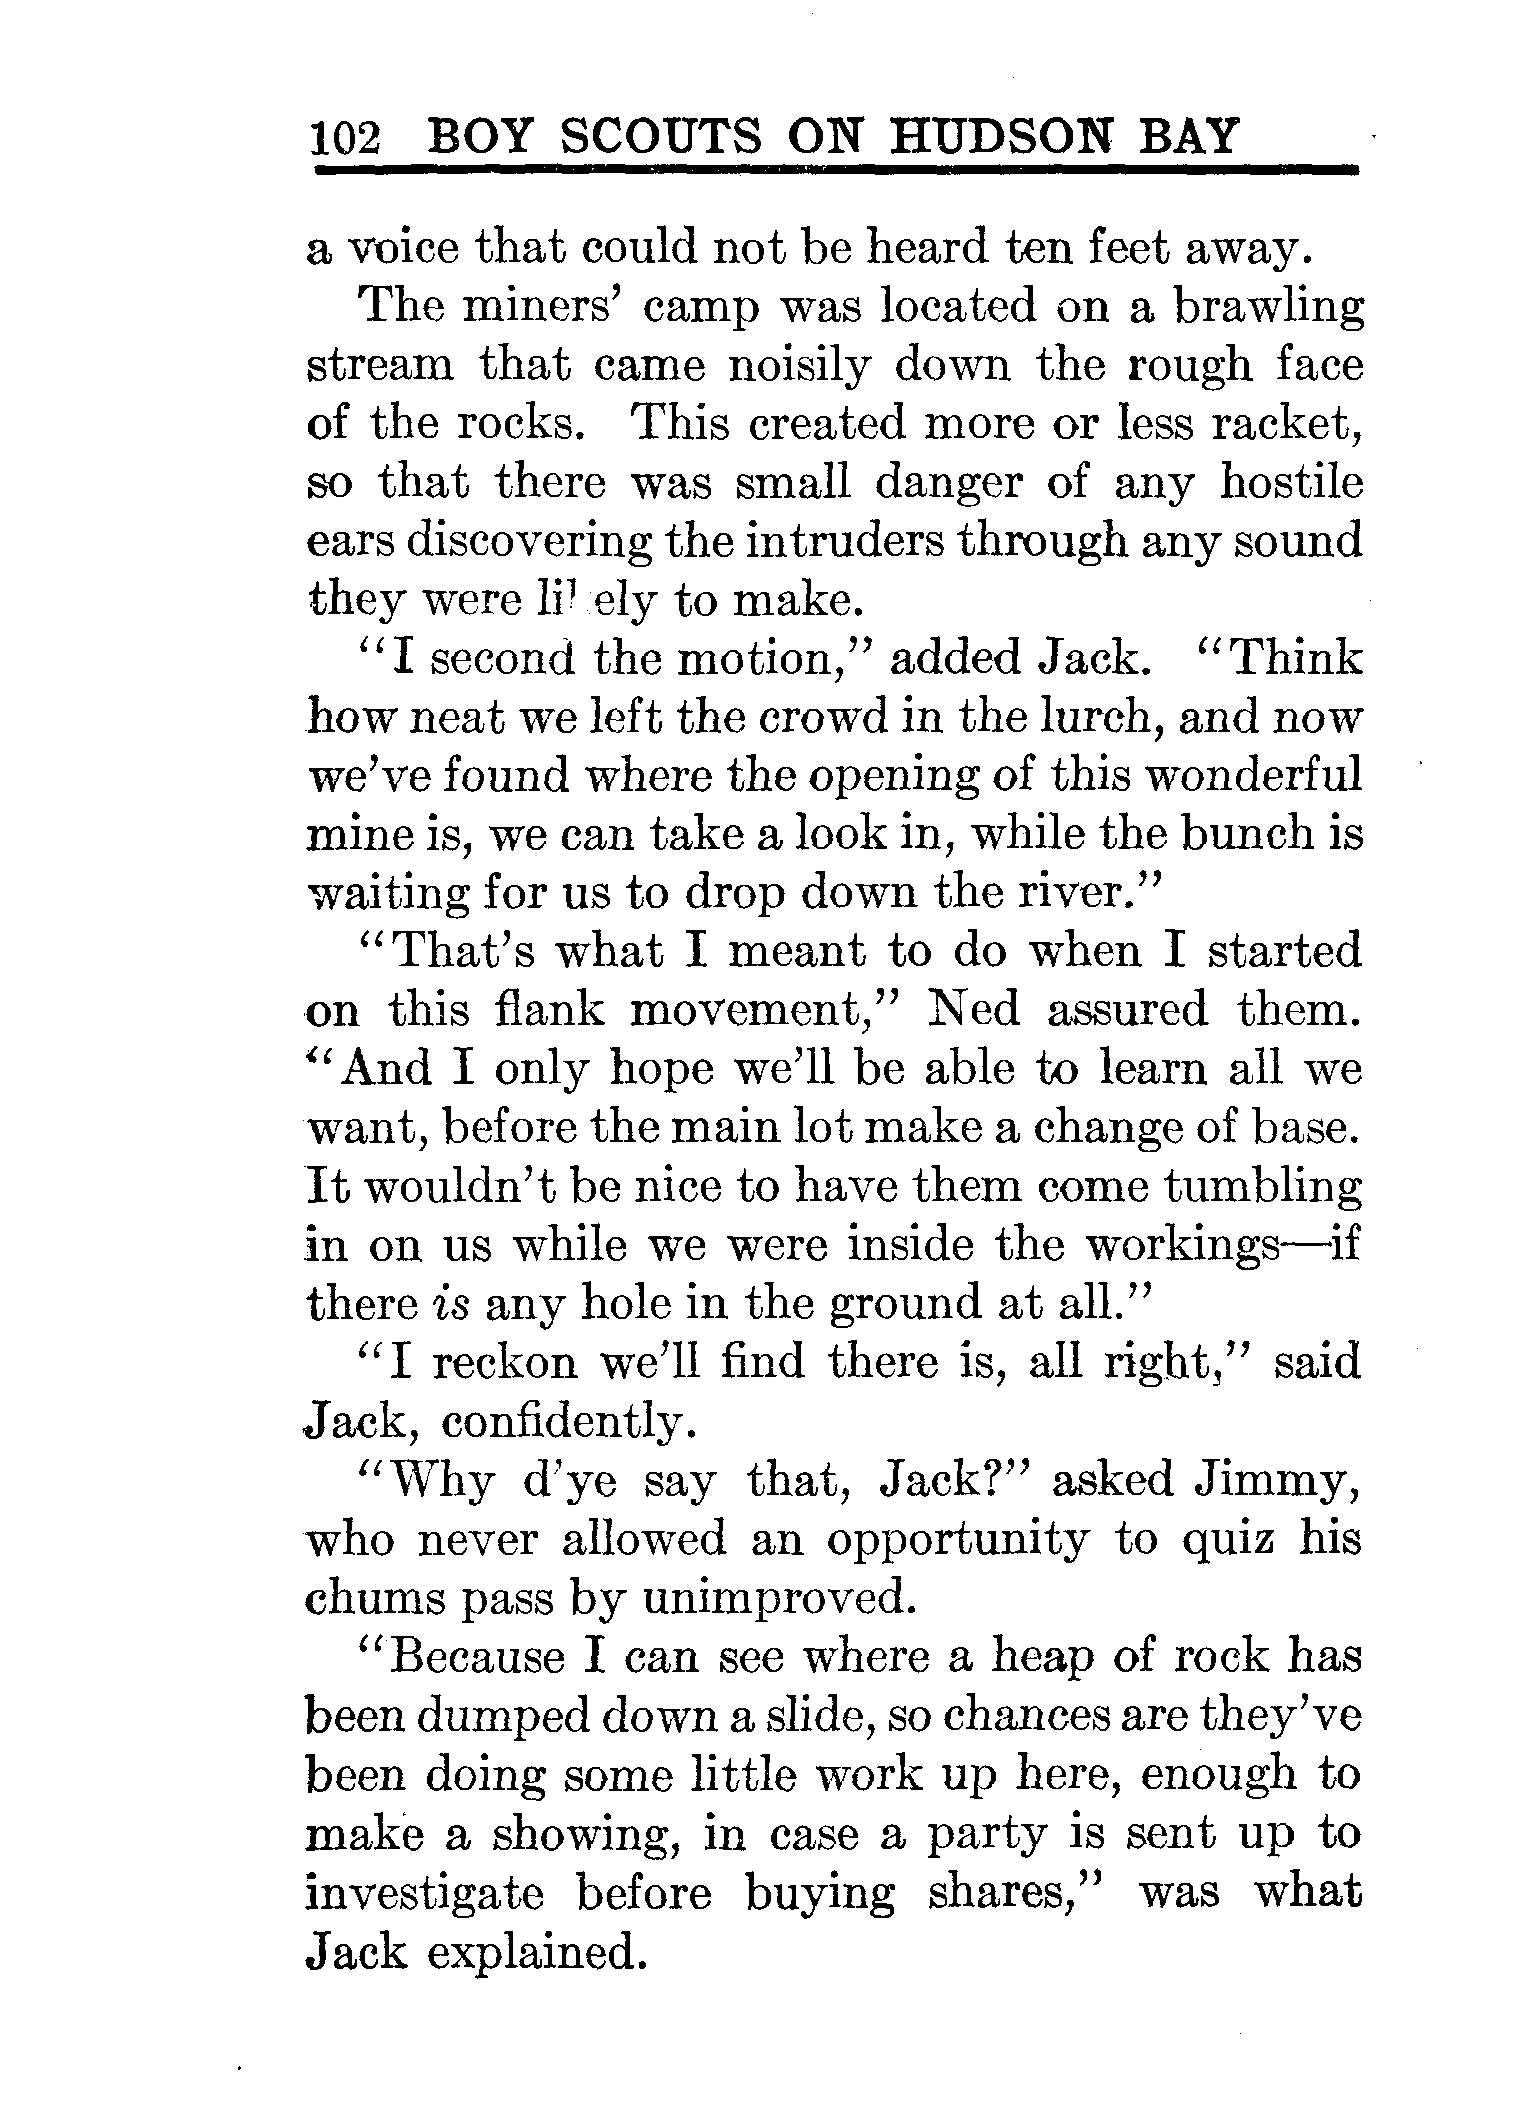 102 BOY SCOUTS ON HUDSON BAY
a voice that could not be heard ten feet away.
The miners' camp was located on a brawling
stream that came noisily down the rough face
of the rocks. This created more or less racket,
so that there was small danger of any hostile
ears discovering the intruders through any sound
they were likely to make.
"I second the motion," added Jack. "Think
how neat we left the crowd in the lurch, and now
we've found where the opening of this wonderful
mine is, we can take a look in, while the bunch is
waiting for us to drop down the river."
"That's what I meant to do when I started
on this flank movement," Ned assured them.
"And I only hope we'll be able to learn all we
want, before the main lot make a change of base.
It wouldn't be nice to have them come tumbling
in on us while we were inside the workings—if
there is any hole in the ground at all."
"I reckon we'll find there is, all right," said
Jack, confidently.
"Why d'ye say that, Jack?" asked Jimmy,
who never allowed an opportunity to quiz his
chums pass by unimproved.
"Because I can see where a heap of rock has
been dumped down a slide, so chances are they've
been doing some little work up here, enough to
make a showing, in case a party is sent up to
investigate before buying shares," was what
Jack explained.